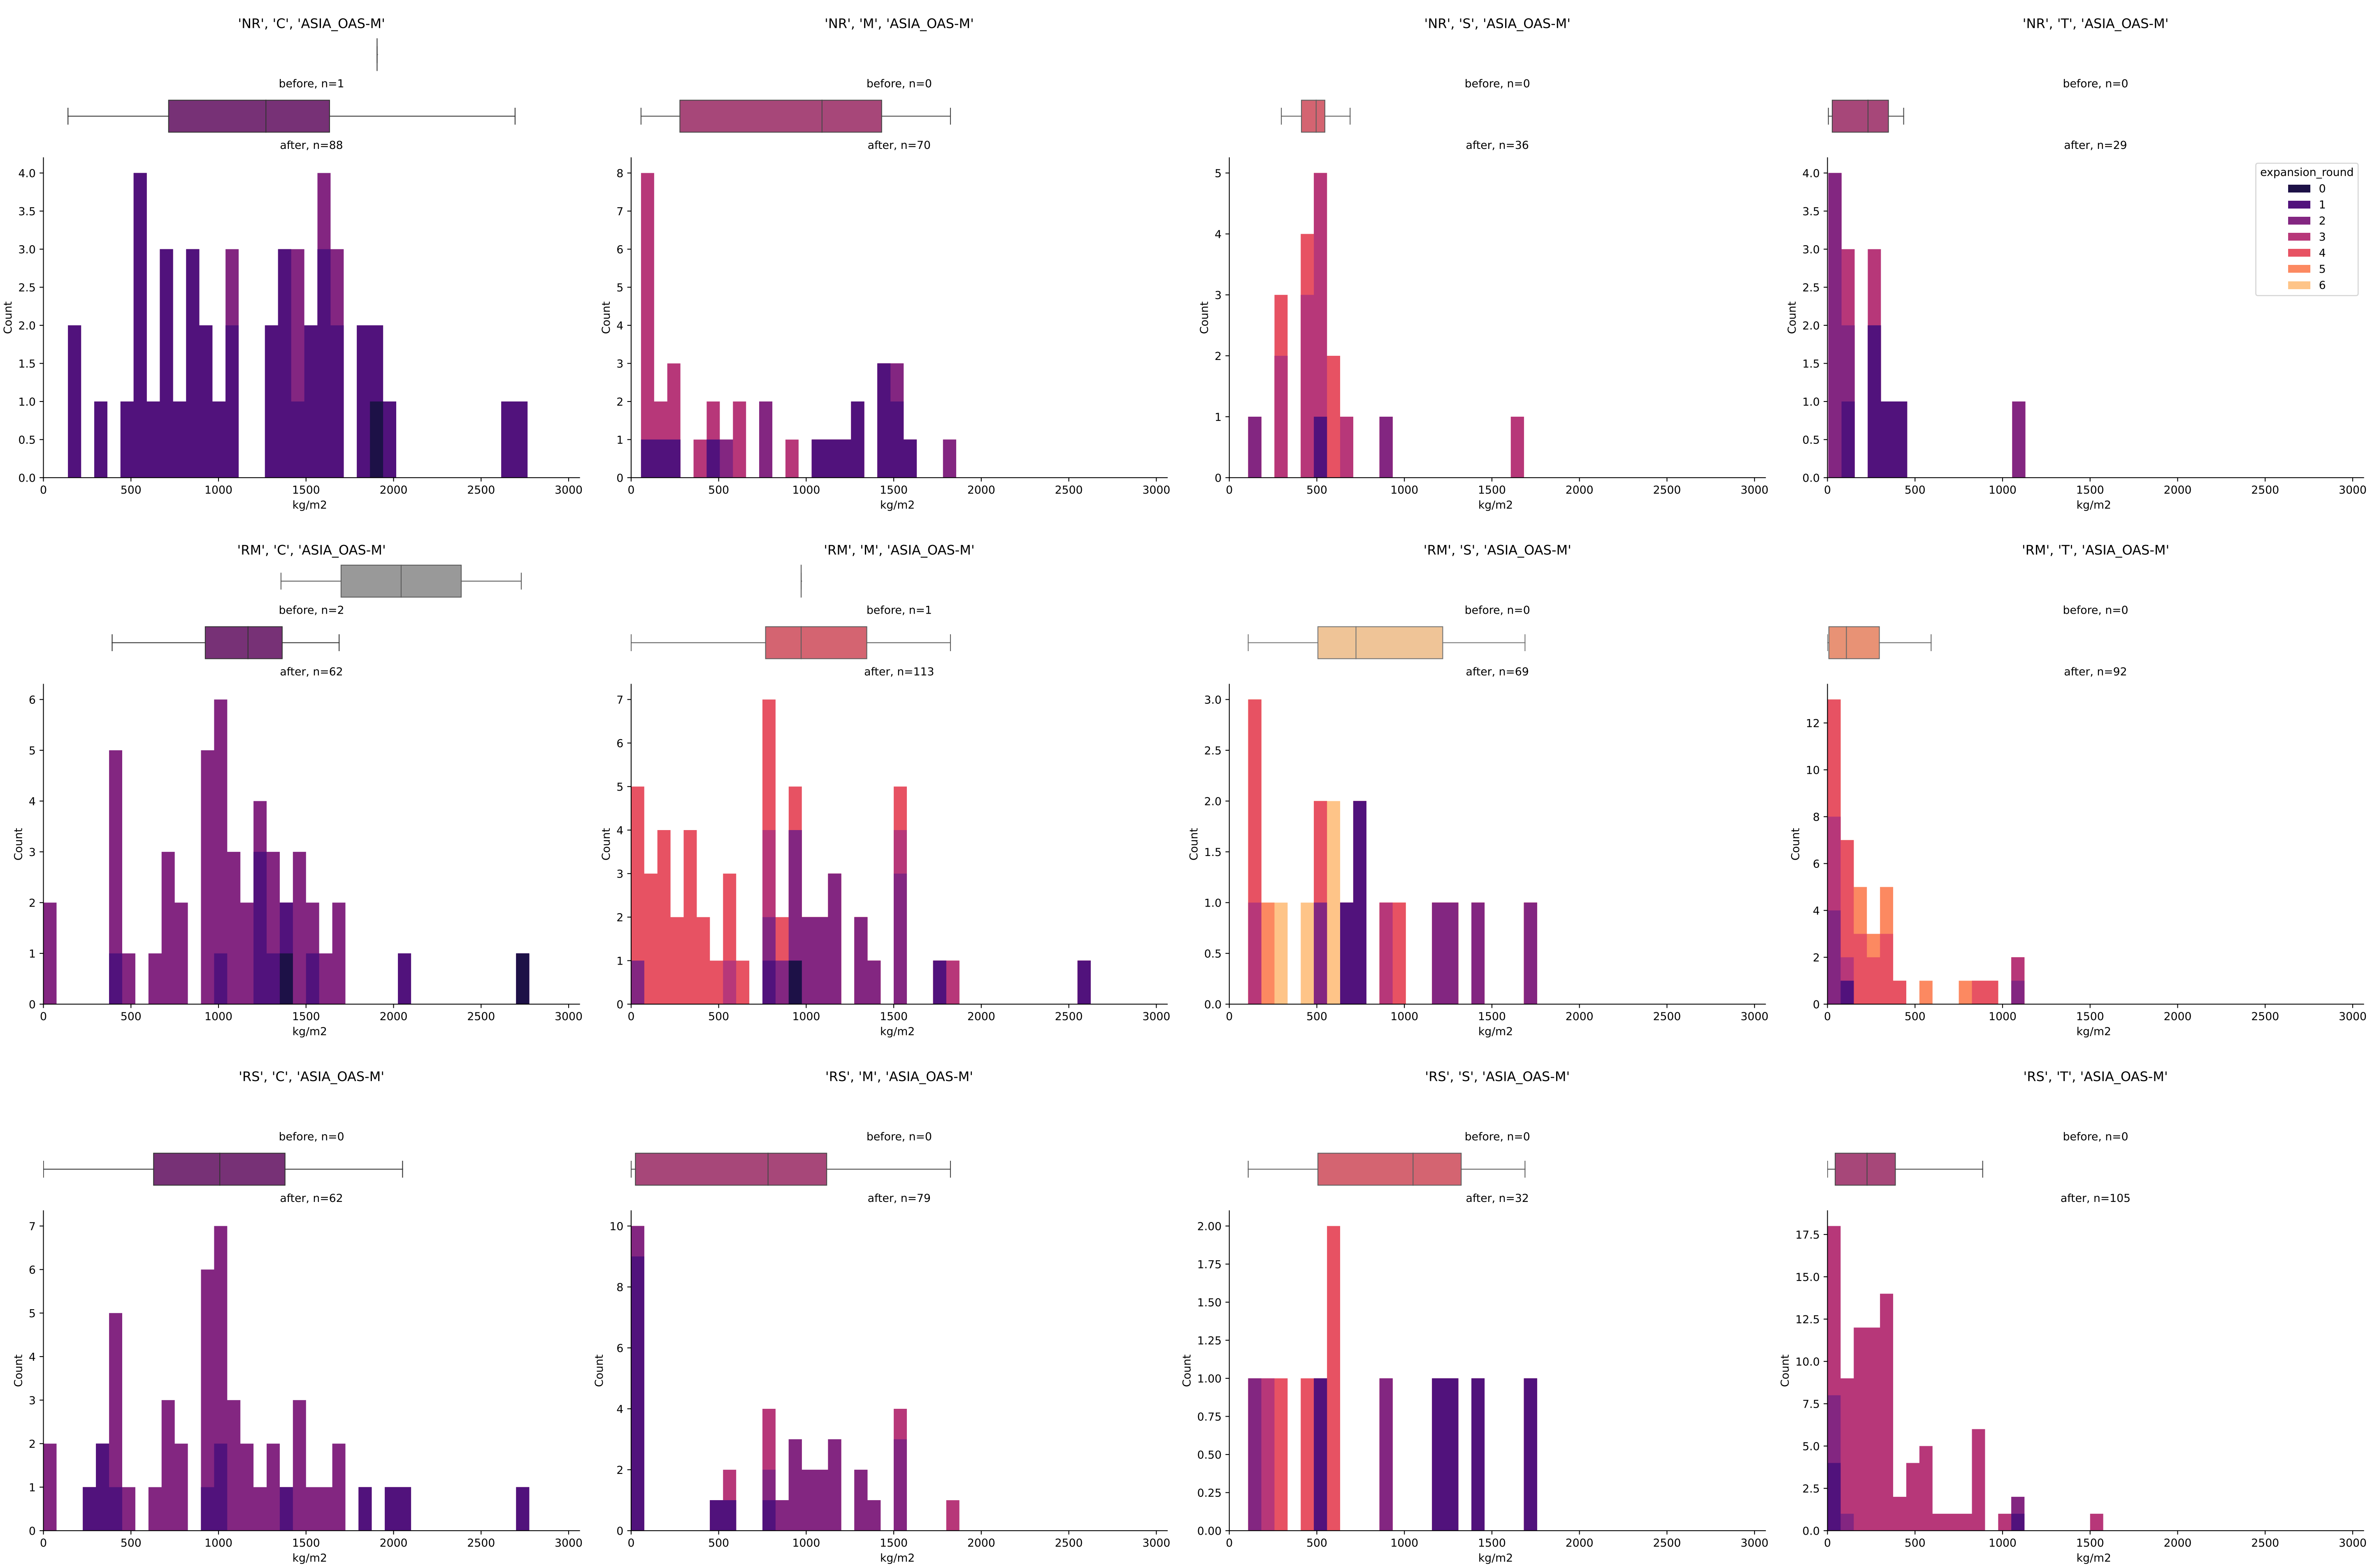 'NR', 'C', 'ASIA_OAS-M'
before, n=1
after, n=88
4.0
3.5
3.0
2.5
2.0
1.5
1.0
0.5
0.0
Count
0 500 1000 1500 2000 2500 3000
kg/m2
'NR', 'M', 'ASIA_OAS-M'
before, n=0
after, n=70
8
7
6
5
4
3
2
1
0
Count
0 500 1000 1500 2000 2500 3000
kg/m2
'NR', 'S', 'ASIA_OAS-M'
before, n=0
after, n=36
5
4
3
2
1
0
Count
0 500 1000 1500 2000 2500 3000
kg/m2
'NR', 'T', 'ASIA_OAS-M'
before, n=0
after, n=29
4.0
3.5
3.0
2.5
2.0
1.5
1.0
0.5
0.0
Count
expansion_round
0
1
2
3
4
5
6
0 500 1000 1500 2000 2500 3000
kg/m2
'RM', 'C', 'ASIA_OAS-M'
before, n=2
after, n=62
6
5
4
3
2
1
0
Count
0 500 1000 1500 2000 2500 3000
kg/m2
'RM', 'M', 'ASIA_OAS-M'
before, n=1
after, n=113
7
6
5
4
3
2
1
0
Count
0 500 1000 1500 2000 2500 3000
kg/m2
'RM', 'S', 'ASIA_OAS-M'
before, n=0
after, n=69
3.0
2.5
2.0
1.5
1.0
0.5
0.0
Count
0 500 1000 1500 2000 2500 3000
kg/m2
'RM', 'T', 'ASIA_OAS-M'
before, n=0
after, n=92
12
10
8
6
4
2
0
Count
0 500 1000 1500 2000 2500 3000
kg/m2
'RS', 'C', 'ASIA_OAS-M'
before, n=0
after, n=62
7
6
5
4
3
2
1
0
Count
0 500 1000 1500 2000 2500 3000
kg/m2
'RS', 'M', 'ASIA_OAS-M'
before, n=0
after, n=79
10
8
6
4
2
0
Count
0 500 1000 1500 2000 2500 3000
kg/m2
'RS', 'S', 'ASIA_OAS-M'
before, n=0
after, n=32
2.00
1.75
1.50
1.25
1.00
0.75
0.50
0.25
0.00
Count
0 500 1000 1500 2000 2500 3000
kg/m2
'RS', 'T', 'ASIA_OAS-M'
before, n=0
after, n=105
17.5
15.0
12.5
10.0
7.5
5.0
2.5
0.0
Count
0 500 1000 1500 2000 2500 3000
kg/m2